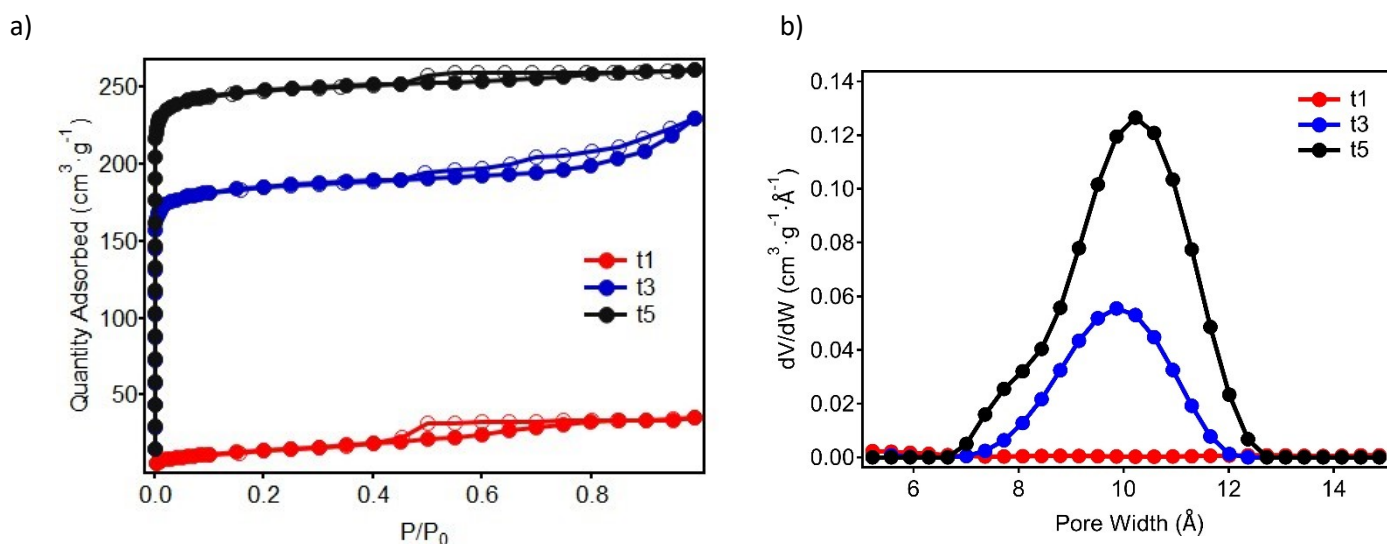 a)
b)
Quantity Adsorbed (cm³·g⁻¹)
250
200
150
100
50
0.0
0.2
0.4
0.6
0.8
P/P₀
t1
t3
t5
dV/dW (cm³·g⁻¹·Å⁻¹)
0.14
0.12
0.10
0.08
0.06
0.04
0.02
0.00
6
8
10
12
14
Pore Width (Å)
t1
t3
t5